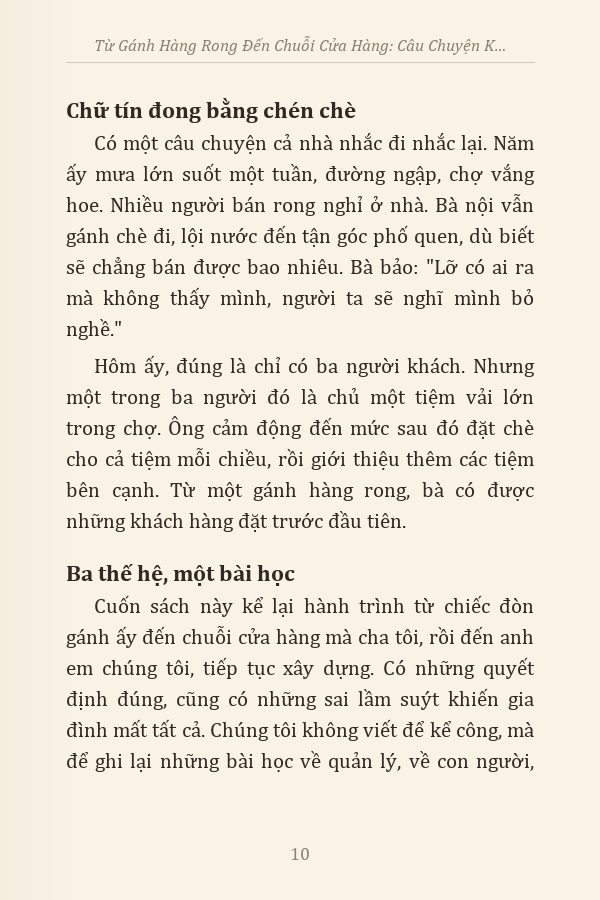 Từ Gánh Hàng Rong Đến Chuỗi Cửa Hàng: Câu Chuyện K...
Chữ tín đong bằng chén chè
Có một câu chuyện cả nhà nhắc đi nhắc lại. Năm
ấy mưa lớn suốt một tuần, đường ngập, chợ vắng
hoe. Nhiều người bán rong nghỉ ở nhà. Bà nội vẫn
gánh chè đi, lội nước đến tận góc phố quen, dù biết
sẽ chẳng bán được bao nhiêu. Bà bảo: "Lỡ có ai ra
mà không thấy mình, người ta sẽ nghĩ mình bỏ
nghề."
Hôm ấy, đúng là chỉ có ba người khách. Nhưng
một trong ba người đó là chủ một tiệm vải lớn
trong chợ. Ông cảm động đến mức sau đó đặt chè
cho cả tiệm mỗi chiều, rồi giới thiệu thêm các tiệm
bên cạnh. Từ một gánh hàng rong, bà có được
những khách hàng đặt trước đầu tiên.
Ba thế hệ, một bài học
Cuốn sách này kể lại hành trình từ chiếc đòn
gánh ấy đến chuỗi cửa hàng mà cha tôi, rồi đến anh
em chúng tôi, tiếp tục xây dựng. Có những quyết
định đúng, cũng có những sai lầm suýt khiến gia
đình mất tất cả. Chúng tôi không viết để kể công, mà
để ghi lại những bài học về quản lý, về con người,
10